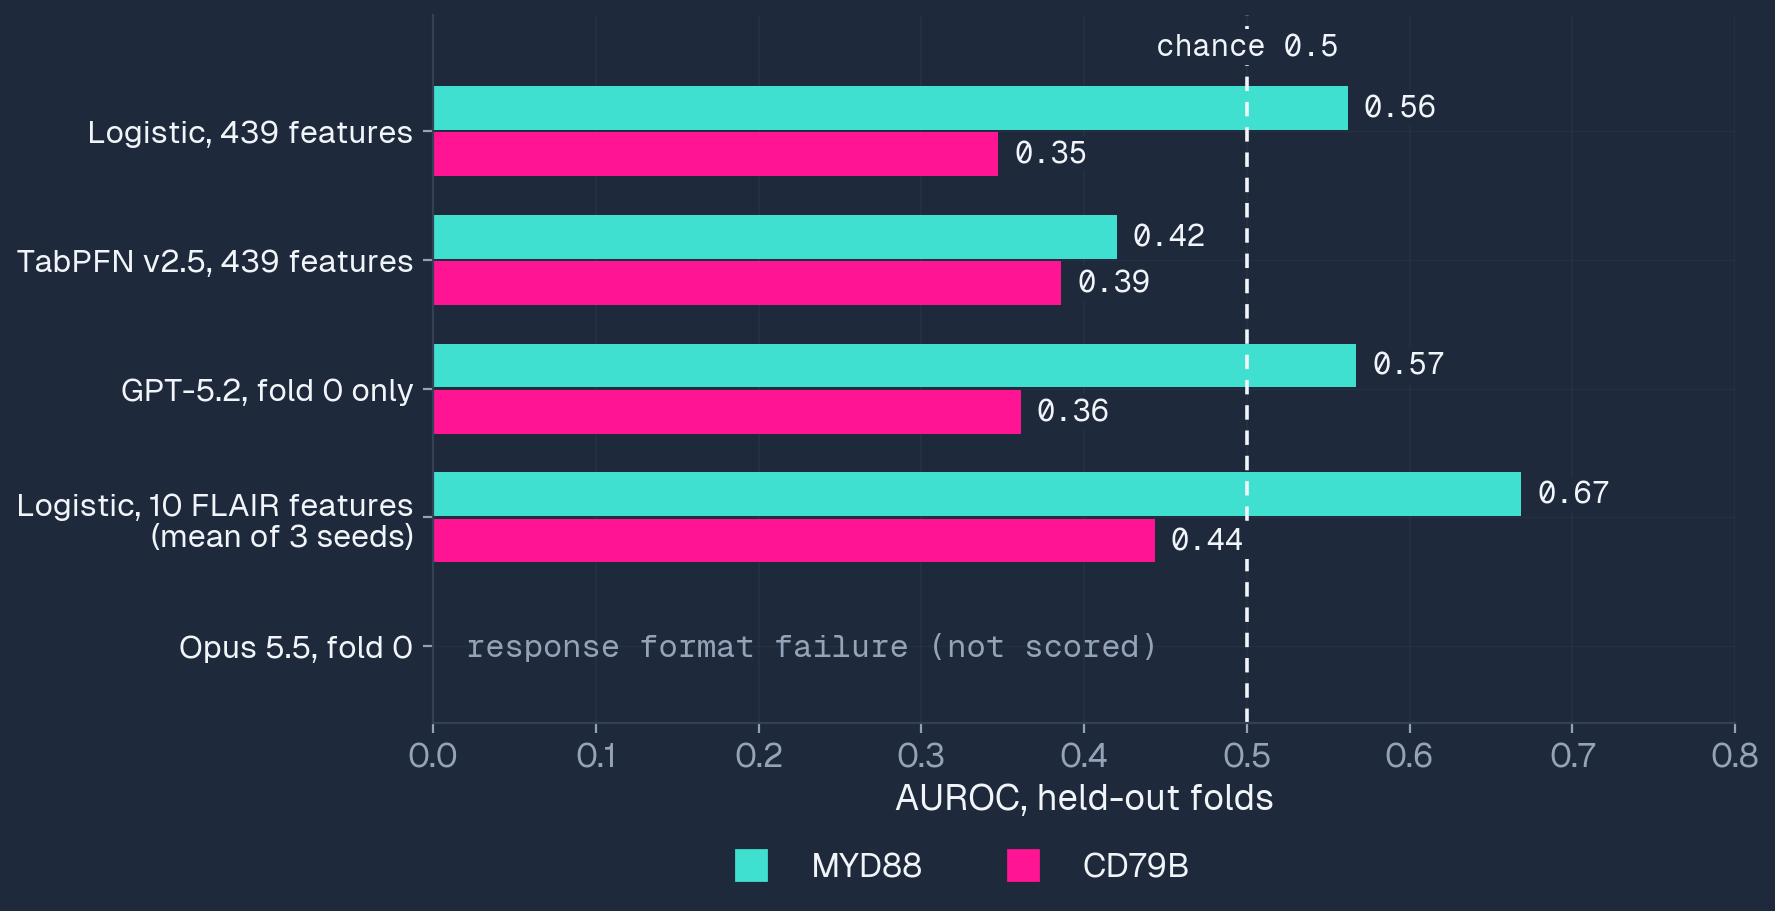 chance 0.5
Logistic, 439 features
0.56
0.35
TabPFN v2.5, 439 features
0.42
0.39
GPT-5.2, fold 0 only
0.57
0.36
Logistic, 10 FLAIR features
(mean of 3 seeds)
0.67
0.44
Opus 5.5, fold 0
response format failure (not scored)
0.0 0.1 0.2 0.3 0.4 0.5 0.6 0.7 0.8
AUROC, held-out folds
MYD88 CD79B